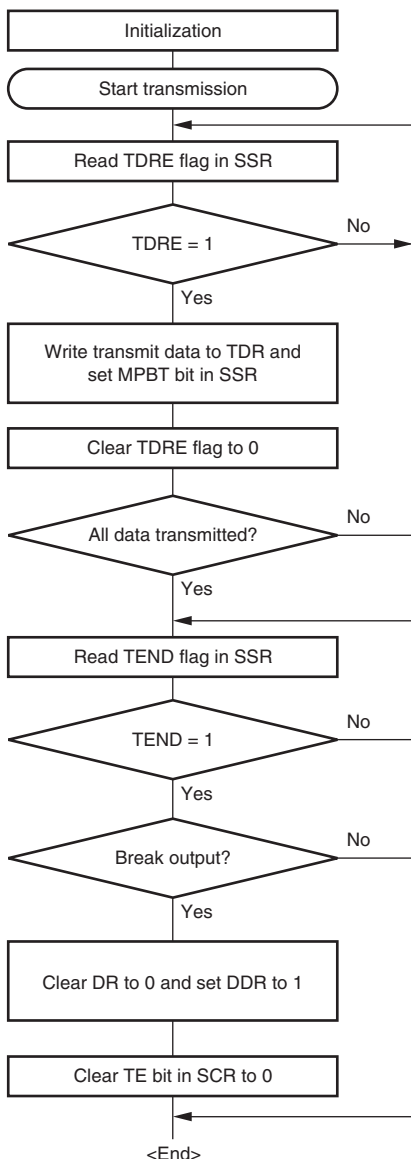 Initialization
Start transmission
Read TDRE flag in SSR
TDRE = 1
No
Yes
Write transmit data to TDR and
set MPBT bit in SSR
Clear TDRE flag to 0
All data transmitted?
No
Yes
Read TEND flag in SSR
TEND = 1
No
Yes
Break output?
No
Yes
Clear DR to 0 and set DDR to 1
Clear TE bit in SCR to 0
<End>